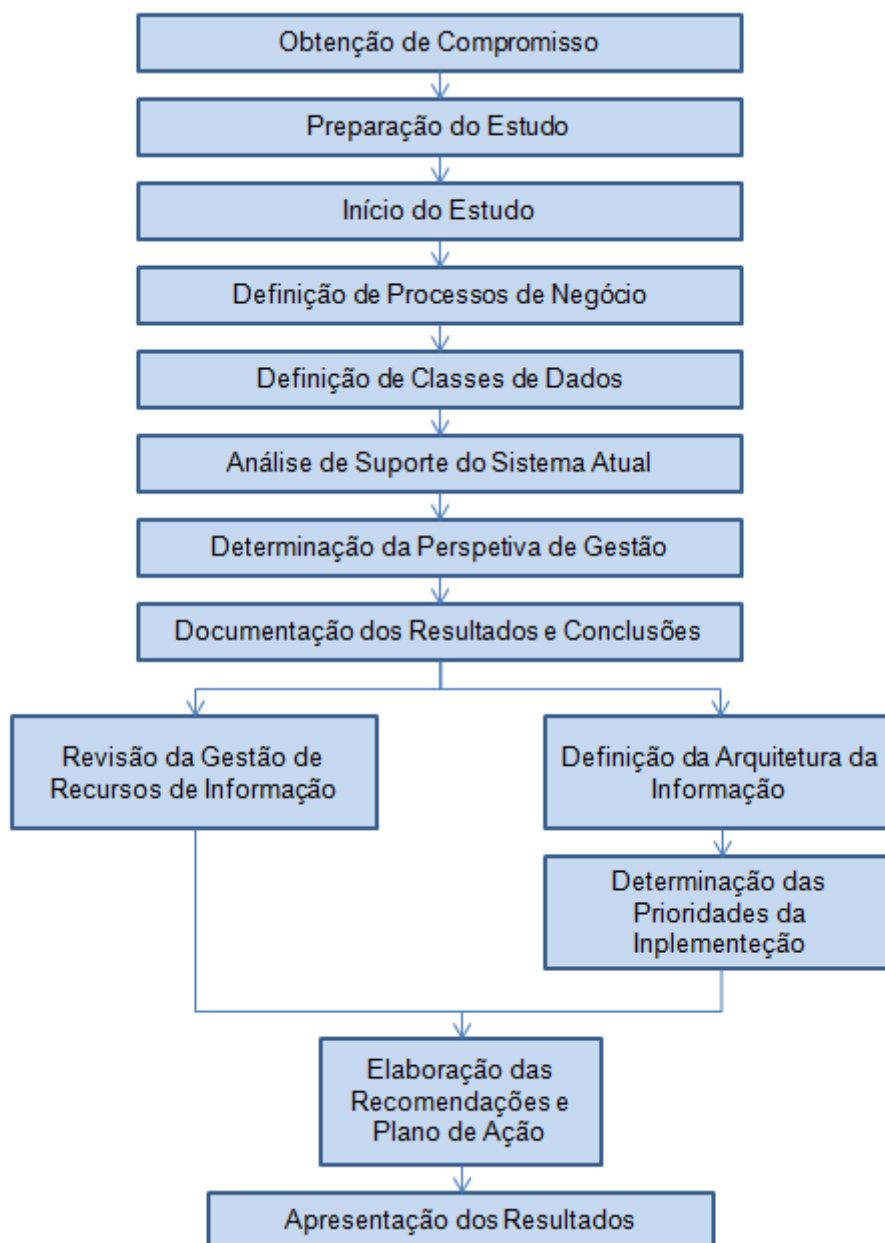 Obtenção de Compromisso
Preparação do Estudo
Início do Estudo
Definição de Processos de Negócio
Definição de Classes de Dados
Análise de Suporte do Sistema Atual
Determinação da Perspetiva de Gestão
Documentação dos Resultados e Conclusões
Revisão da Gestão de
Recursos de Informação
Definição da Arquitetura da
Informação
Determinação das
Prioridades da
Inplementeção
Elaboração das
Recomendações e
Plano de Ação
Apresentação dos Resultados